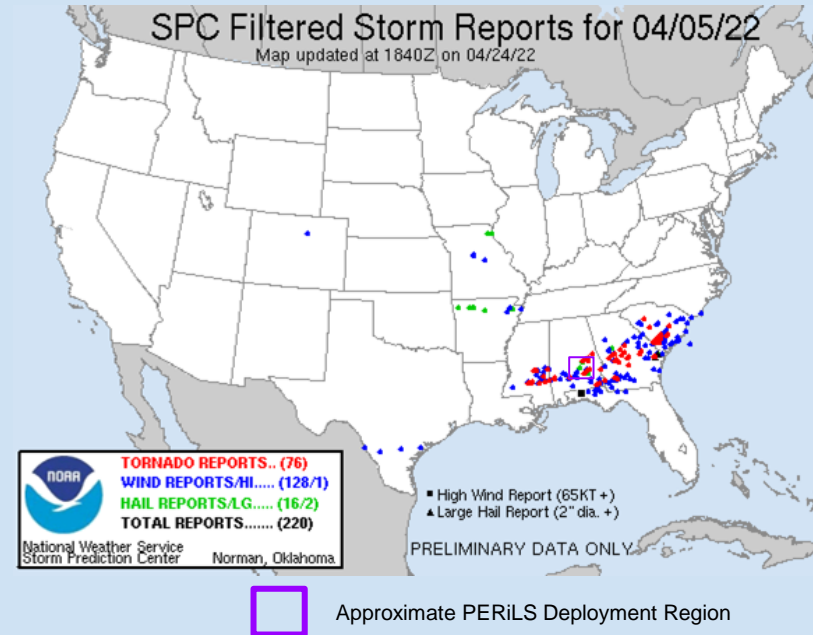 SPC Filtered Storm Reports for 04/05/22
Map updated at 1840Z on 04/24/22
NOAA
TORNADO REPORTS.. (76)
WIND REPORTS/HI..... (128/1)
HAIL REPORTS/LG..... (16/2)
TOTAL REPORTS....... (220)
National Weather Service
Storm Prediction Center Norman, Oklahoma
High Wind Report (65KT +)
Large Hail Report (2" dia. +)
PRELIMINARY DATA ONLY
Approximate PERiLS Deployment Region